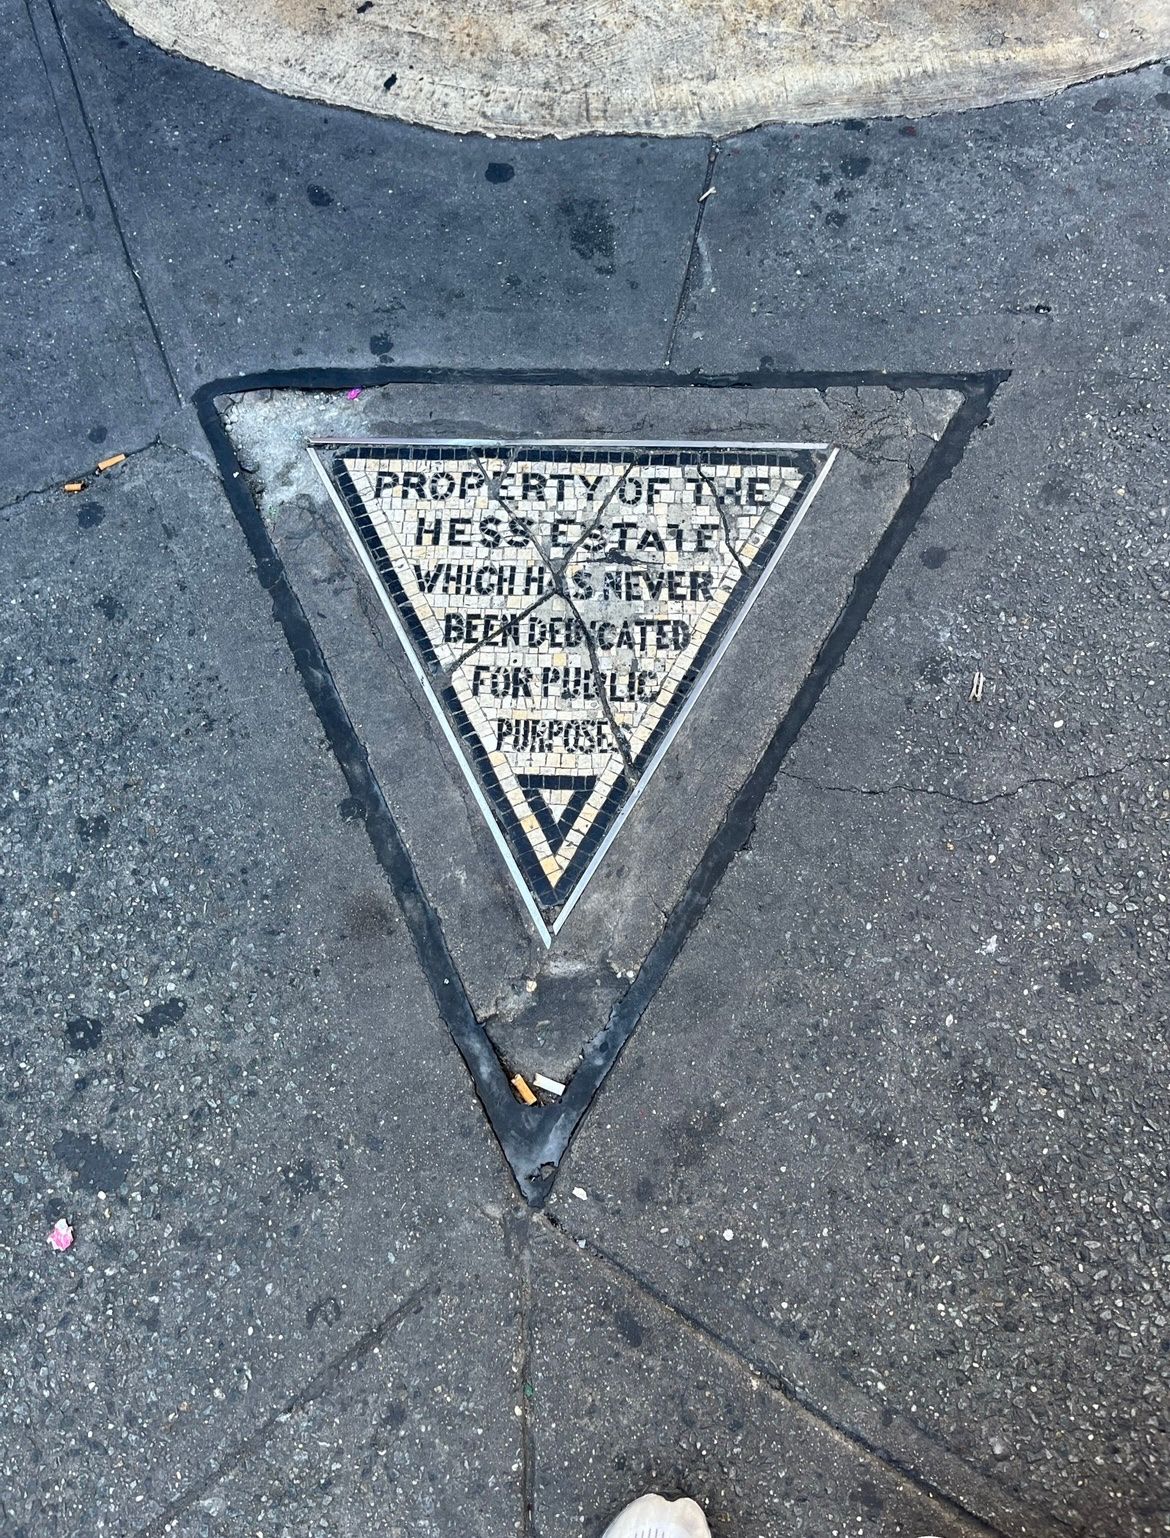 PROPERTY OF THE
HESS ESTATE
WHICH HAS NEVER
BEEN DEDICATED
FOR PUBLIC
PURPOSES